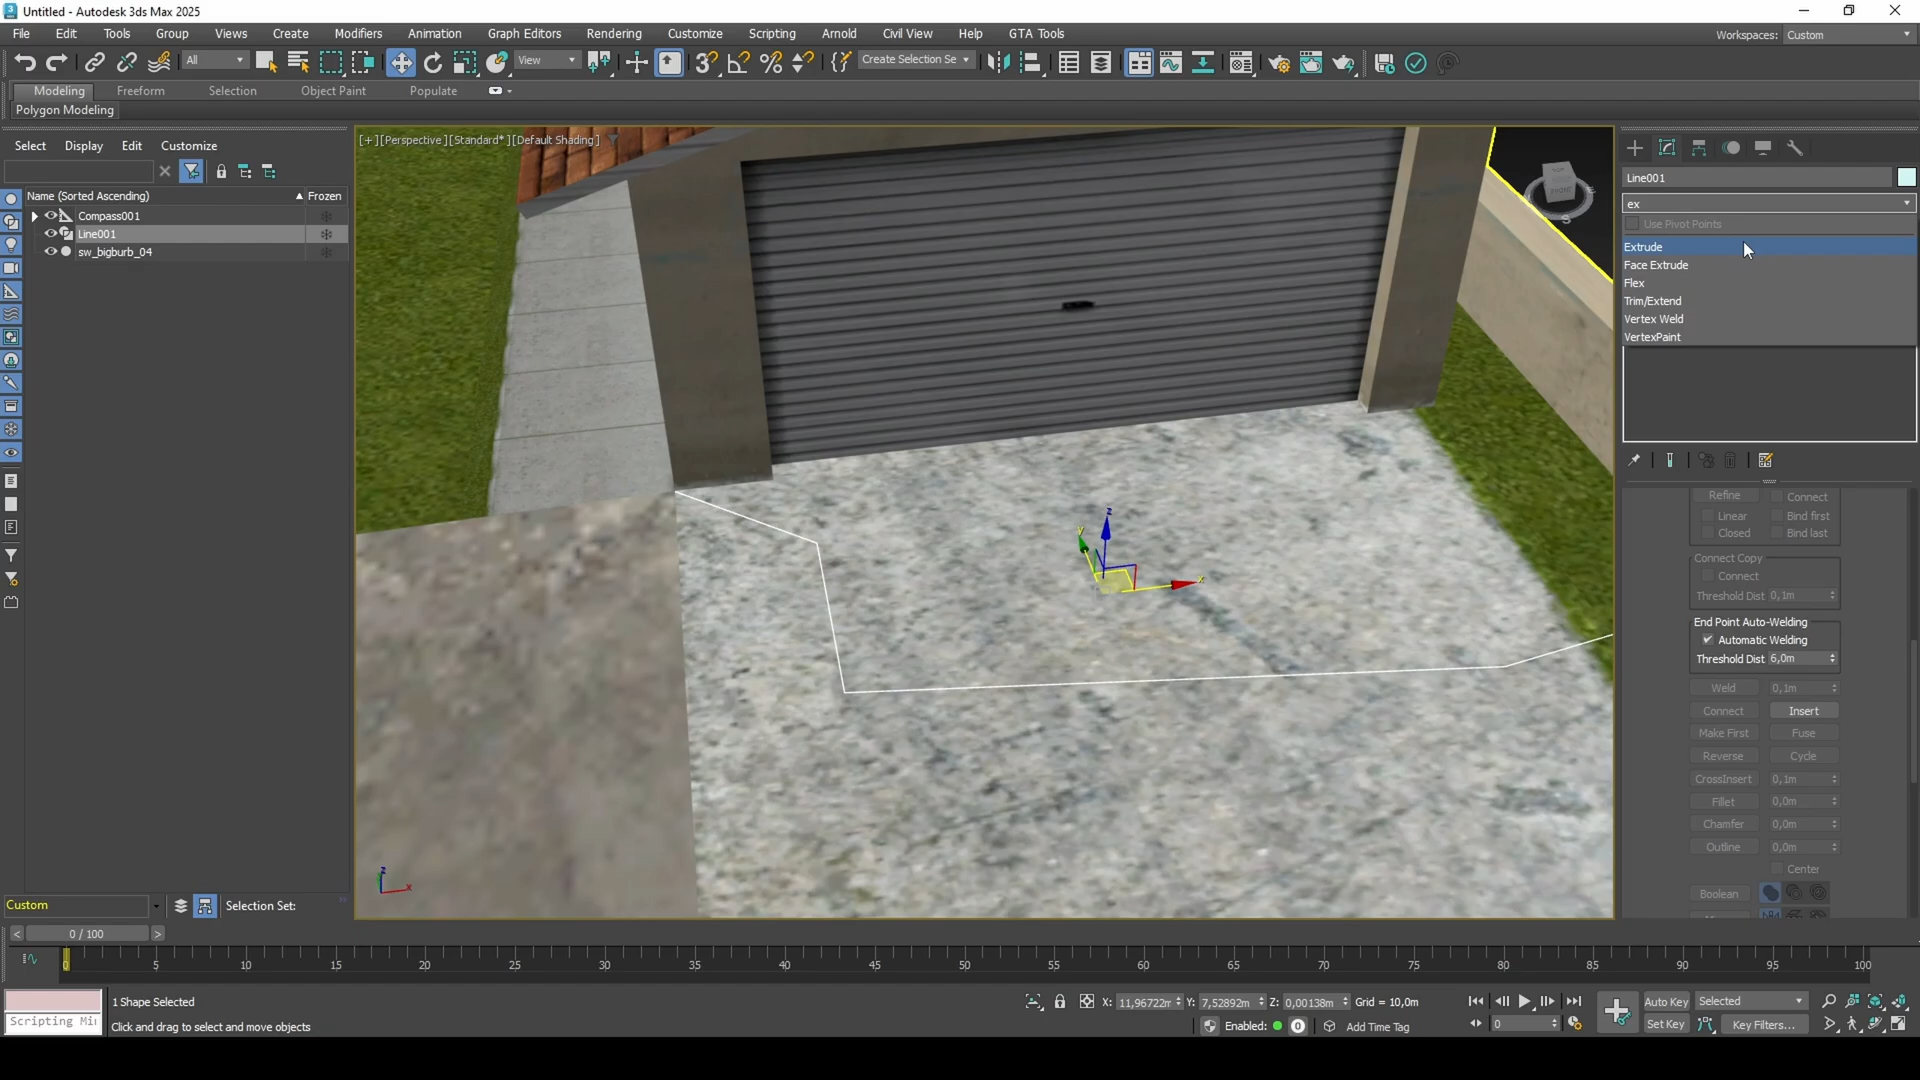 Untitled - Autodesk 3ds Max 2025
File Edit Tools Group Views Create Modifiers Animation Graph Editors Rendering Customize Scripting Arnold Civil View Help GTA Tools
Workspaces: Custom
All View Create Selection Se
Modeling Freeform Selection Object Paint Populate
Polygon Modeling
Select Display Edit Customize
Name (Sorted Ascending) Frozen
Compass001
Line001
sw_bigburb_04
[+][Perspective][Standard*][Default Shading]
Line001
ex
Use Pivot Points
Extrude
Face Extrude
Flex
Trim/Extend
Vertex Weld
VertexPaint
Refine Connect
Linear Bind first
Closed Bind last
Connect Copy
Connect
Threshold Dist 0,1m
End Point Auto-Welding
Automatic Welding
Threshold Dist 6,0m
Weld 0,1m
Connect Insert
Make First Fuse
Reverse Cycle
CrossInsert 0,1m
Fillet 0,0m
Chamfer 0,0m
Outline 0,0m
Center
Boolean
Custom Selection Set:
< 0 / 100 >
0 5 10 15 20 25 30 35 40 45 50 55 60 65 70 75 80 85 90 95 100
1 Shape Selected
X: 11,96722m Y: 7,52892m Z: 0,00138m Grid = 10,0m
Auto Key Selected
Scripting Mi
Click and drag to select and move objects
Enabled: 0 Add Time Tag
0
Set Key Key Filters...